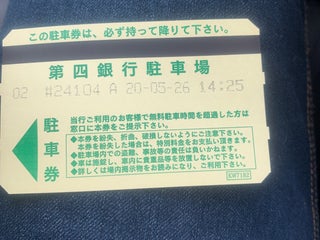 この駐車券は、必ず持って降りて下さい。
第四銀行駐車場
02 #24104 A 20-05-26 14:25
駐車券
当行ご利用のお客様で無料駐車時間を超過した方は
窓口に本券をご提示下さい。
◆本券を紛失、折曲、破損しないようにご注意下さい。
本券を紛失した場合は、特別料金をお支払い頂きます。
◆駐車場内での盗難、事故等の責任は負いかねます。
◆車は施錠し、車内に貴重品等を放置しないで下さい。
◆詳しくは場内掲示物をお読みになり、ご利用下さい。
KW7182